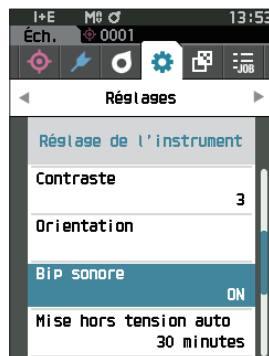 I+E M0 13:53
Éch. 0001
-JOB
Réglages
Réglage de l'instrument
Contraste
3
Orientation
Bip sonore
ON
Mise hors tension auto
30 minutes